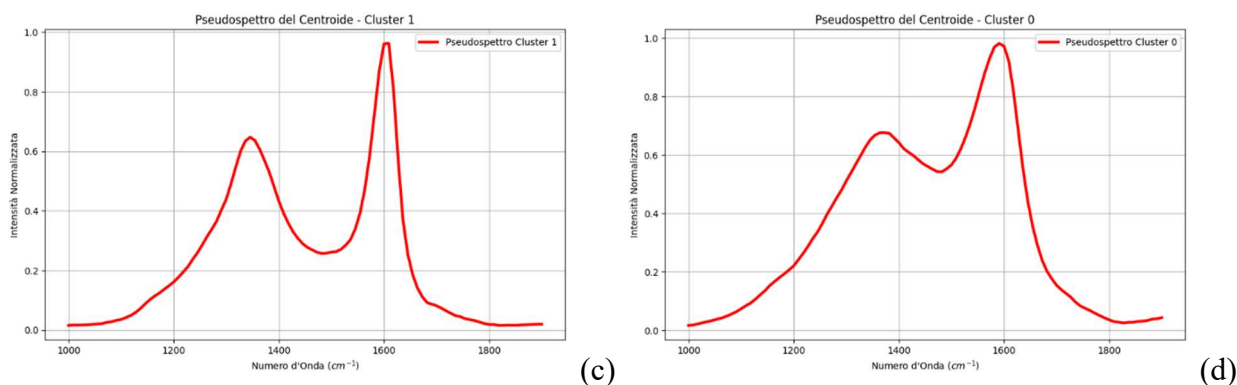 Pseudospettro del Centroide - Cluster 1
Pseudospettro Cluster 1
1.0
0.8
0.6
0.4
0.2
0.0
Intensità Normalizzata
1000 1200 1400 1600 1800
Numero d'Onda (cm⁻¹)
(c)
Pseudospettro del Centroide - Cluster 0
Pseudospettro Cluster 0
1.0
0.8
0.6
0.4
0.2
0.0
Intensità Normalizzata
1000 1200 1400 1600 1800
Numero d'Onda (cm⁻¹)
(d)